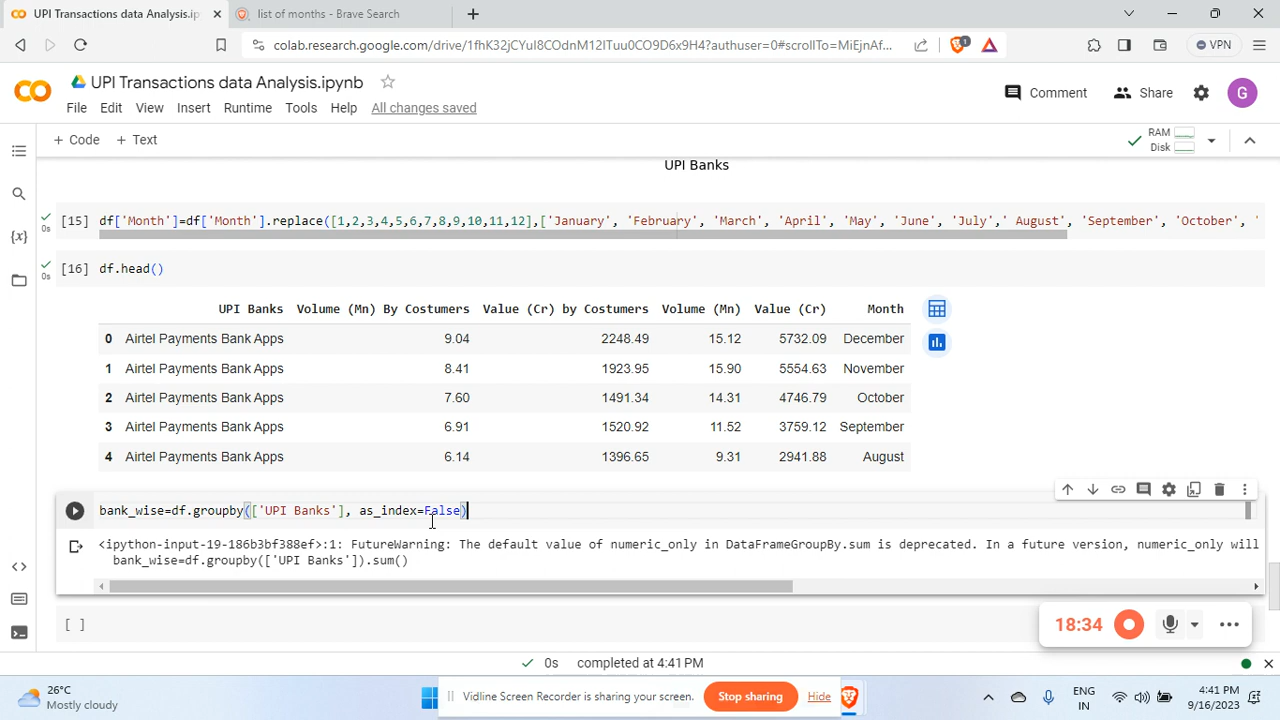 UPI Transactions data Analysis.ip
list of months - Brave Search
colab.research.google.com/drive/1fhK32jCYuI8COdnM12ITuu0CO9D6x9H4?authuser=0#scrollTo=MiEjnAf...
1
VPN
UPI Transactions data Analysis.ipynb
File Edit View Insert Runtime Tools Help All changes saved
Comment Share G
+ Code + Text
RAM
Disk
UPI Banks
[15] df['Month']=df['Month'].replace([1,2,3,4,5,6,7,8,9,10,11,12],['January', 'February', 'March', 'April', 'May', 'June', 'July',' August', 'September', 'October', '
0s
[16] df.head()
0s
UPI Banks Volume (Mn) By Costumers Value (Cr) by Costumers Volume (Mn) Value (Cr) Month
0 Airtel Payments Bank Apps 9.04 2248.49 15.12 5732.09 December
1 Airtel Payments Bank Apps 8.41 1923.95 15.90 5554.63 November
2 Airtel Payments Bank Apps 7.60 1491.34 14.31 4746.79 October
3 Airtel Payments Bank Apps 6.91 1520.92 11.52 3759.12 September
4 Airtel Payments Bank Apps 6.14 1396.65 9.31 2941.88 August
bank_wise=df.groupby(['UPI Banks'], as_index=False)
<ipython-input-19-186b3bf388ef>:1: FutureWarning: The default value of numeric_only in DataFrameGroupBy.sum is deprecated. In a future version, numeric_only will
bank_wise=df.groupby(['UPI Banks']).sum()
[ ]
18:34
0s completed at 4:41 PM
26°C
Mostly cloudy
Vidline Screen Recorder is sharing your screen. Stop sharing Hide
ENG
IN
4:41 PM
9/16/2023